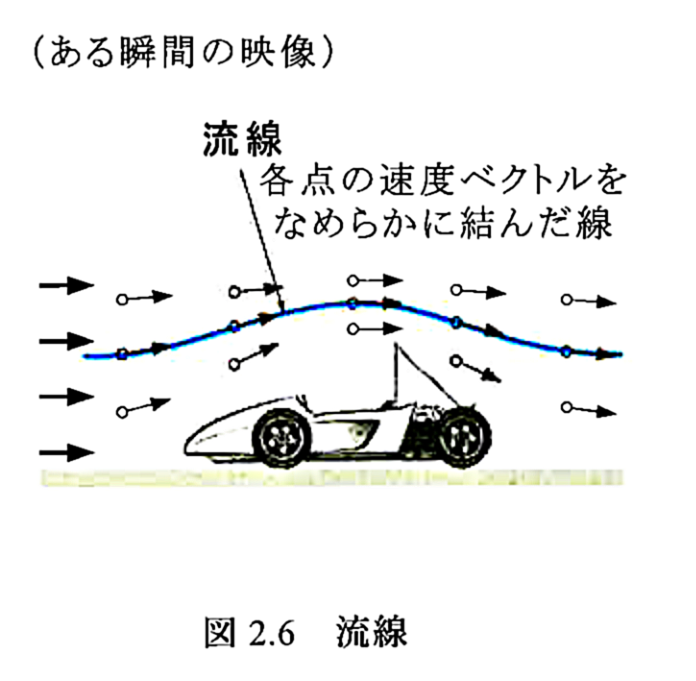 （ある瞬間の映像）
流線
各点の速度ベクトルを
なめらかに結んだ線
図 2.6　流線